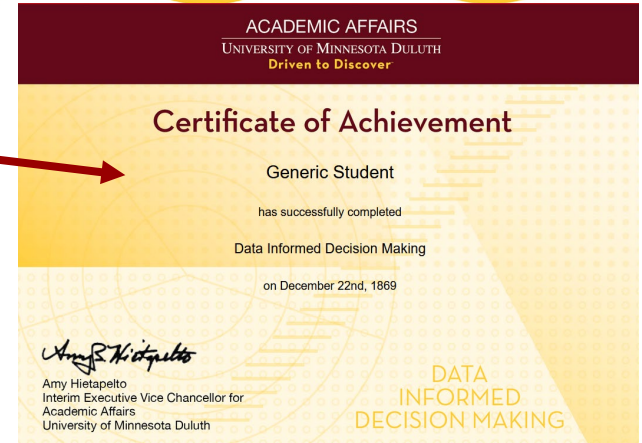 ACADEMIC AFFAIRS
UNIVERSITY OF MINNESOTA DULUTH
Driven to Discover
Certificate of Achievement
Generic Student
has successfully completed
Data Informed Decision Making
on December 22nd, 1869
Amy B. Hietapelto
Amy Hietapelto
Interim Executive Vice Chancellor for
Academic Affairs
University of Minnesota Duluth
DATA
INFORMED
DECISION MAKING